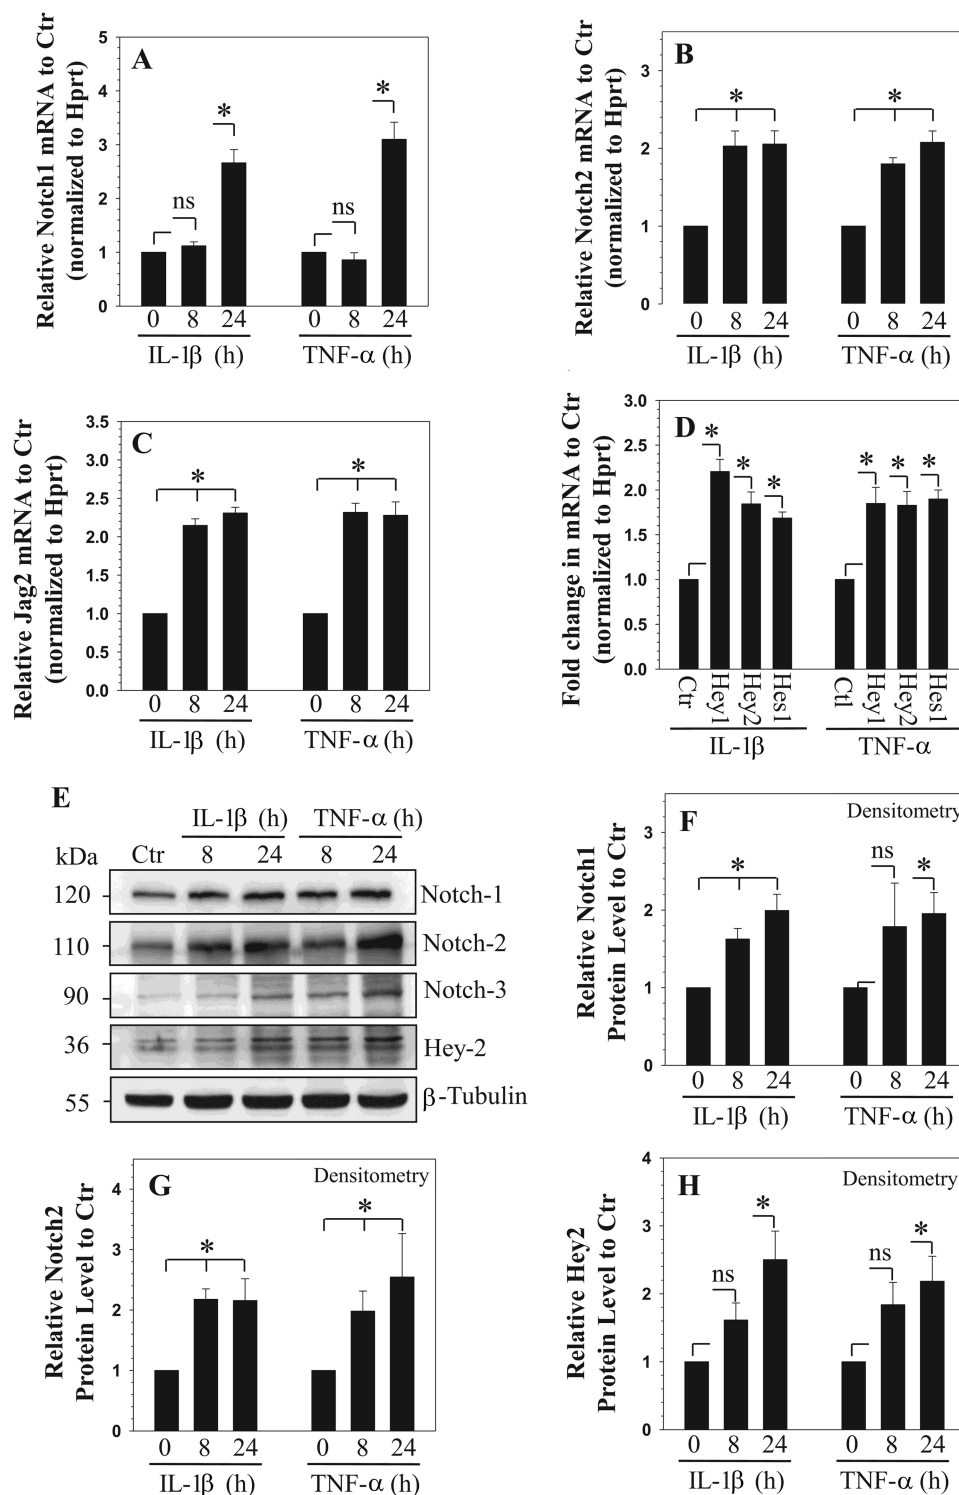 A
Relative Notch1 mRNA to Ctr
(normalized to Hprt)
5
4
3
2
1
0
ns
*
ns
*
0 8 24 0 8 24
IL-1β (h) TNF-α (h)
B
Relative Notch2 mRNA to Ctr
(normalized to Hprt)
3
2
1
0
* *
0 8 24 0 8 24
IL-1β (h) TNF-α (h)
C
Relative Jag2 mRNA to Ctr
(normalized to Hprt)
3.5
3.0
2.5
2.0
1.5
1.0
0.5
0.0
* *
0 8 24 0 8 24
IL-1β (h) TNF-α (h)
D
Fold change in mRNA to Ctr
(normalized to Hprt)
3.0
2.5
2.0
1.5
1.0
0.5
0.0
* * * * * *
Ctr Hey1 Hey2 Hes1 Ctl Hey1 Hey2 Hes1
IL-1β TNF-α
E
IL-1β (h) TNF-α (h)
kDa Ctr 8 24 8 24
120 Notch-1
110 Notch-2
90 Notch-3
36 Hey-2
55 β-Tubulin
F
Densitometry
Relative Notch1
Protein Level to Ctr
3
2
1
0
* ns *
0 8 24 0 8 24
IL-1β (h) TNF-α (h)
G
Densitometry
Relative Notch2
Protein Level to Ctr
4
3
2
1
0
* *
0 8 24 0 8 24
IL-1β (h) TNF-α (h)
H
Densitometry
Relative Hey2
Protein Level to Ctr
4
3
2
1
0
ns * ns *
0 8 24 0 8 24
IL-1β (h) TNF-α (h)